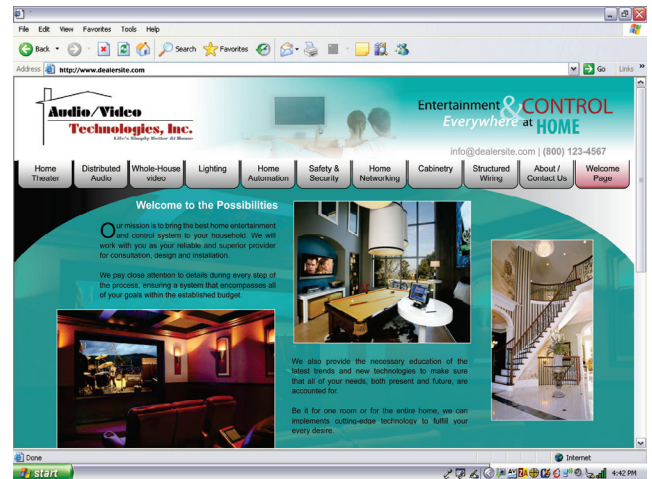 File Edit View Favorites Tools Help
Back Search Favorites
Address http://www.dealersite.com Go Links »
Audio/Video
Technologies, Inc.
Life's Simply Better At Home
Entertainment & CONTROL
Everywhere at HOME
info@dealersite.com | (800) 123-4567
Home Theater
Distributed Audio
Whole-House video
Lighting
Home Automation
Safety & Security
Home Networking
Cabinetry
Structured Wiring
About / Contact Us
Welcome Page
Welcome to the Possibilities
Our mission is to bring the best home entertainment
and control system to your household. We will
work with you as your reliable and superior provider
for consultation, design and installation.
We pay close attention to details during every step of
the process, ensuring a system that encompasses all
of your goals within the established budget.
We also provide the necessary education of the
latest trends and new technologies to make sure
that all of your needs, both present and future, are
accounted for.
Be it for one room or for the entire home, we can
implements cutting-edge technology to fulfill your
every desire.
Done Internet
start 4:42 PM